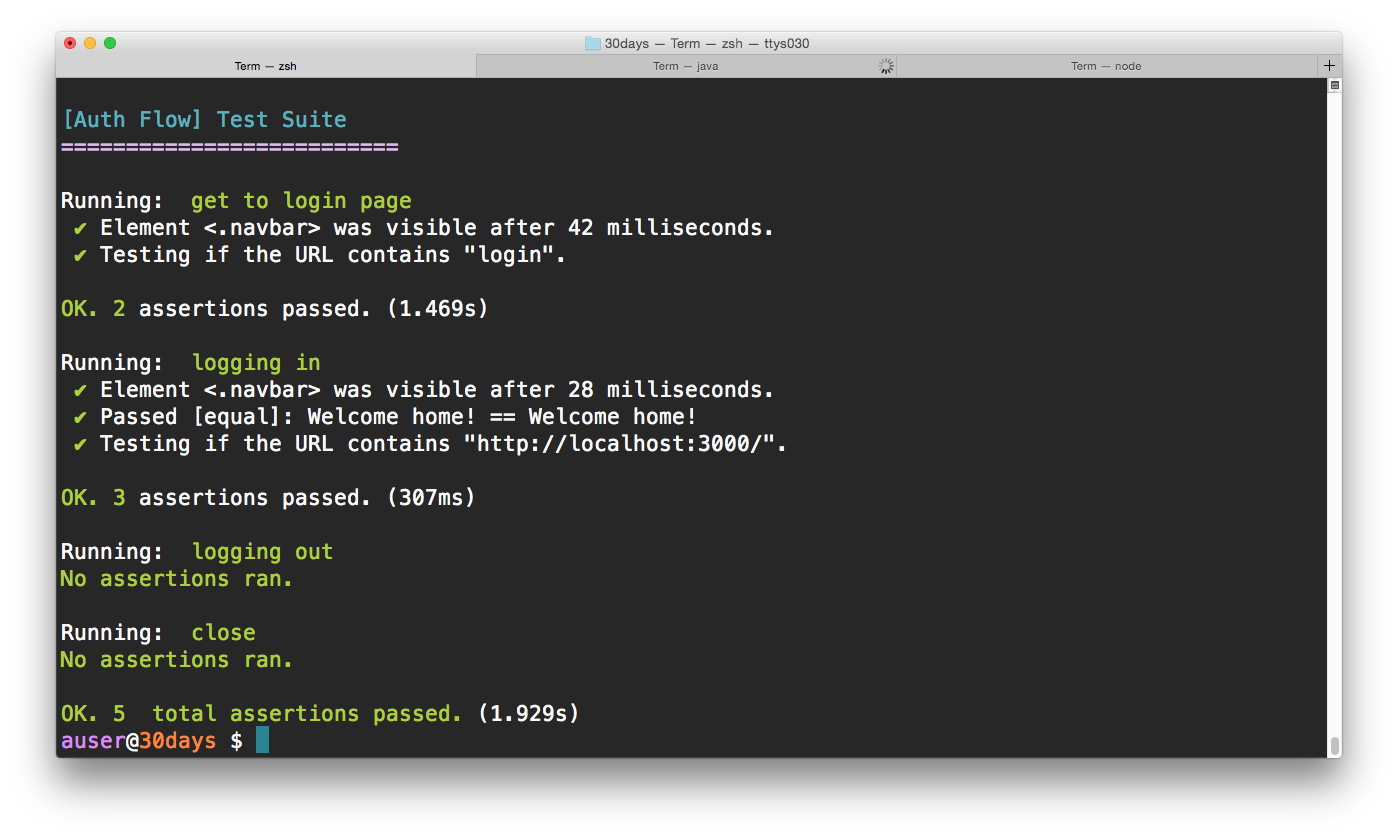 30days — Term — zsh — ttys030
Term — zsh
Term — java
Term — node
[Auth Flow] Test Suite
==========================
Running:  get to login page
✔ Element <.navbar> was visible after 42 milliseconds.
✔ Testing if the URL contains "login".
OK. 2 assertions passed. (1.469s)
Running:  logging in
✔ Element <.navbar> was visible after 28 milliseconds.
✔ Passed [equal]: Welcome home! == Welcome home!
✔ Testing if the URL contains "http://localhost:3000/".
OK. 3 assertions passed. (307ms)
Running:  logging out
No assertions ran.
Running:  close
No assertions ran.
OK. 5  total assertions passed. (1.929s)
auser@30days $